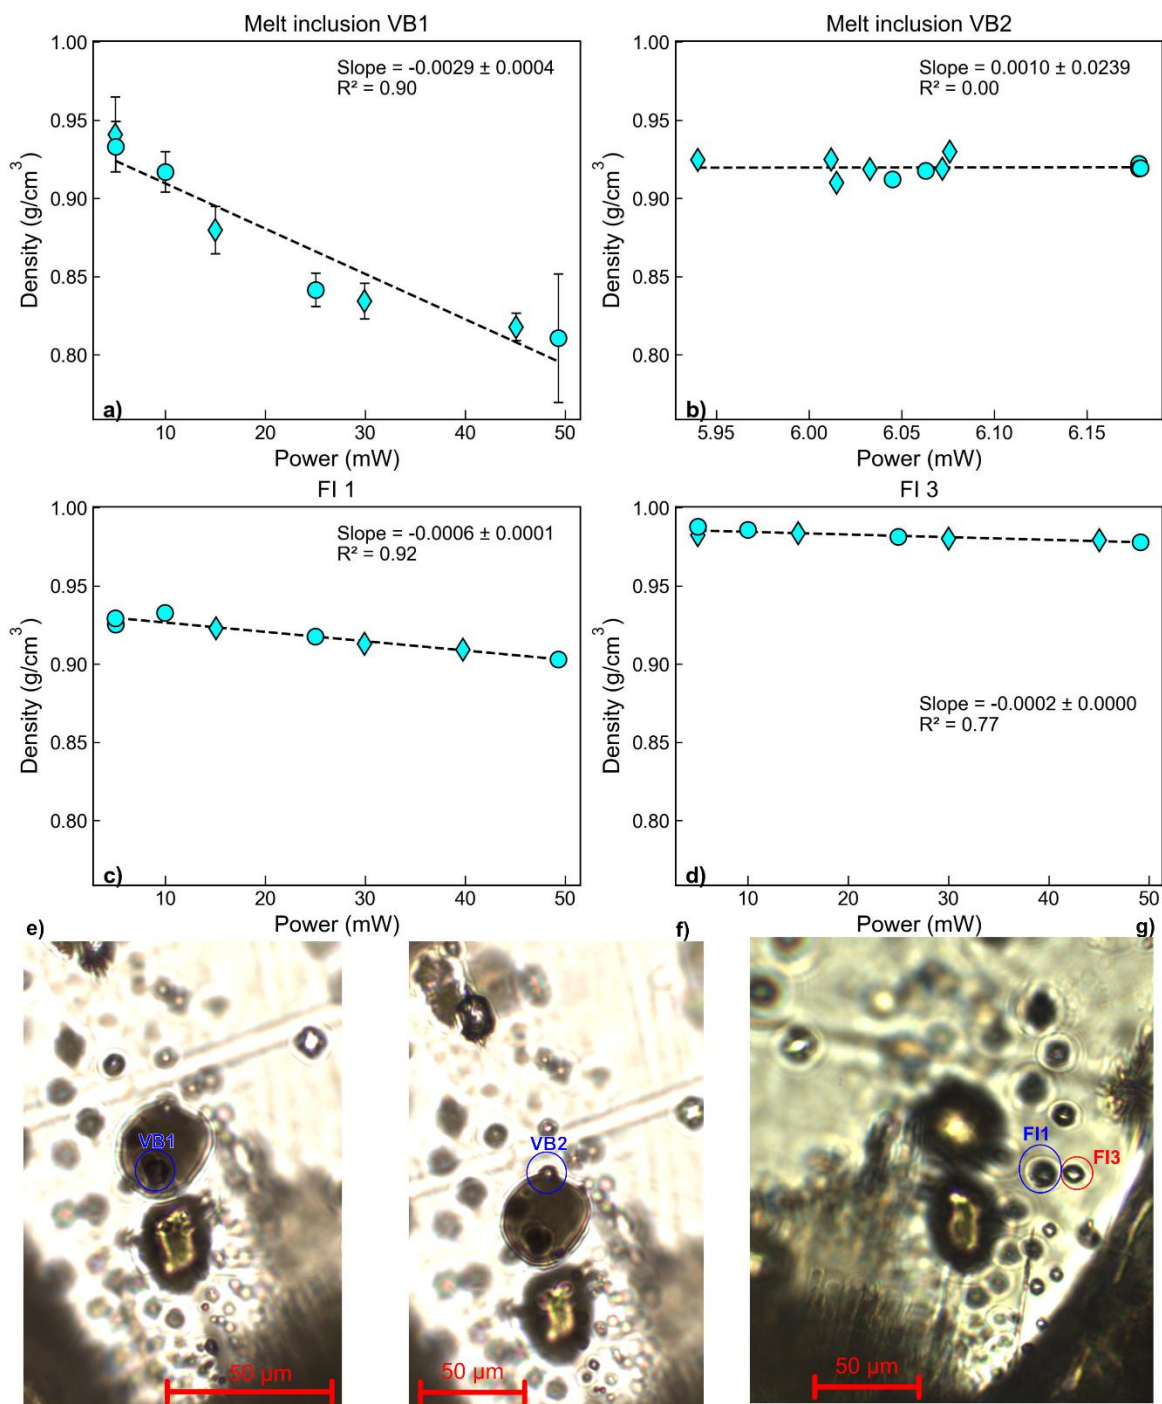 Melt inclusion VB1
Slope = -0.0029 ± 0.0004
R² = 0.90
1.00
0.95
0.90
0.85
0.80
Density (g/cm³)
a)
10 20 30 40 50
Power (mW)
Melt inclusion VB2
Slope = 0.0010 ± 0.0239
R² = 0.00
1.00
0.95
0.90
0.85
0.80
Density (g/cm³)
b)
5.95 6.00 6.05 6.10 6.15
Power (mW)
FI 1
Slope = -0.0006 ± 0.0001
R² = 0.92
1.00
0.95
0.90
0.85
0.80
Density (g/cm³)
c)
10 20 30 40 50
Power (mW)
FI 3
1.00
0.95
0.90
0.85
0.80
Density (g/cm³)
Slope = -0.0002 ± 0.0000
R² = 0.77
d)
10 20 30 40 50
Power (mW)
e)
VB1
50 µm
f)
VB2
50 µm
g)
FI1
FI3
50 µm